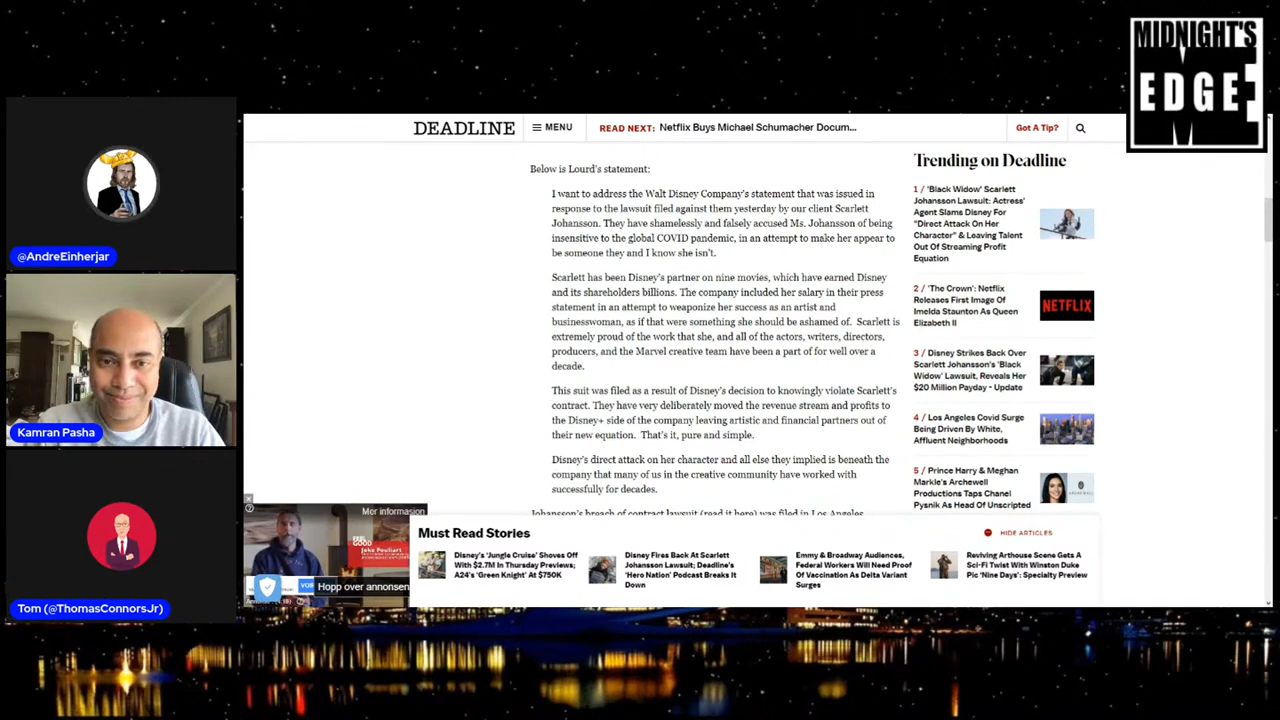 MIDNIGHT'S
EDGE
@AndreEinherjar
Kamran Pasha
Tom (@ThomasConnorsJr)
DEADLINE
MENU
READ NEXT: Netflix Buys Michael Schumacher Docum...
Got A Tip?
Below is Lourd's statement:
I want to address the Walt Disney Company's statement that was issued in
response to the lawsuit filed against them yesterday by our client Scarlett
Johansson. They have shamelessly and falsely accused Ms. Johansson of being
insensitive to the global COVID pandemic, in an attempt to make her appear to
be someone they and I know she isn't.
Scarlett has been Disney's partner on nine movies, which have earned Disney
and its shareholders billions. The company included her salary in their press
statement in an attempt to weaponize her success as an artist and
businesswoman, as if that were something she should be ashamed of. Scarlett is
extremely proud of the work that she, and all of the actors, writers, directors,
producers, and the Marvel creative team have been a part of for well over a
decade.
This suit was filed as a result of Disney's decision to knowingly violate Scarlett's
contract. They have very deliberately moved the revenue stream and profits to
the Disney+ side of the company leaving artistic and financial partners out of
their new equation. That's it, pure and simple.
Disney's direct attack on her character and all else they implied is beneath the
company that many of us in the creative community have worked with
successfully for decades.
Johansson's breach of contract lawsuit (read it here) was filed in Los Angeles
Trending on Deadline
1 / 'Black Widow' Scarlett
Johansson Lawsuit: Actress'
Agent Slams Disney For
"Direct Attack On Her
Character" & Leaving Talent
Out Of Streaming Profit
Equation
2 / 'The Crown': Netflix
Releases First Image Of
Imelda Staunton As Queen
Elizabeth II
NETFLIX
3 / Disney Strikes Back Over
Scarlett Johansson's 'Black
Widow' Lawsuit, Reveals Her
$20 Million Payday - Update
4 / Los Angeles Covid Surge
Being Driven By White,
Affluent Neighborhoods
5 / Prince Harry & Meghan
Markle's Archewell
Productions Taps Chanel
Pysnik As Head Of Unscripted
Mer informasjon
FEEL
GOOD
Hopp over annonsen
Must Read Stories
HIDE ARTICLES
Disney's 'Jungle Cruise' Shoves Off
With $2.7M In Thursday Previews;
A24's 'Green Knight' At $750K
Disney Fires Back At Scarlett
Johansson Lawsuit; Deadline's
'Hero Nation' Podcast Breaks It
Down
Emmy & Broadway Audiences,
Federal Workers Will Need Proof
Of Vaccination As Delta Variant
Surges
Reviving Arthouse Scene Gets A
Sci-Fi Twist With Winston Duke
Pic 'Nine Days': Specialty Preview